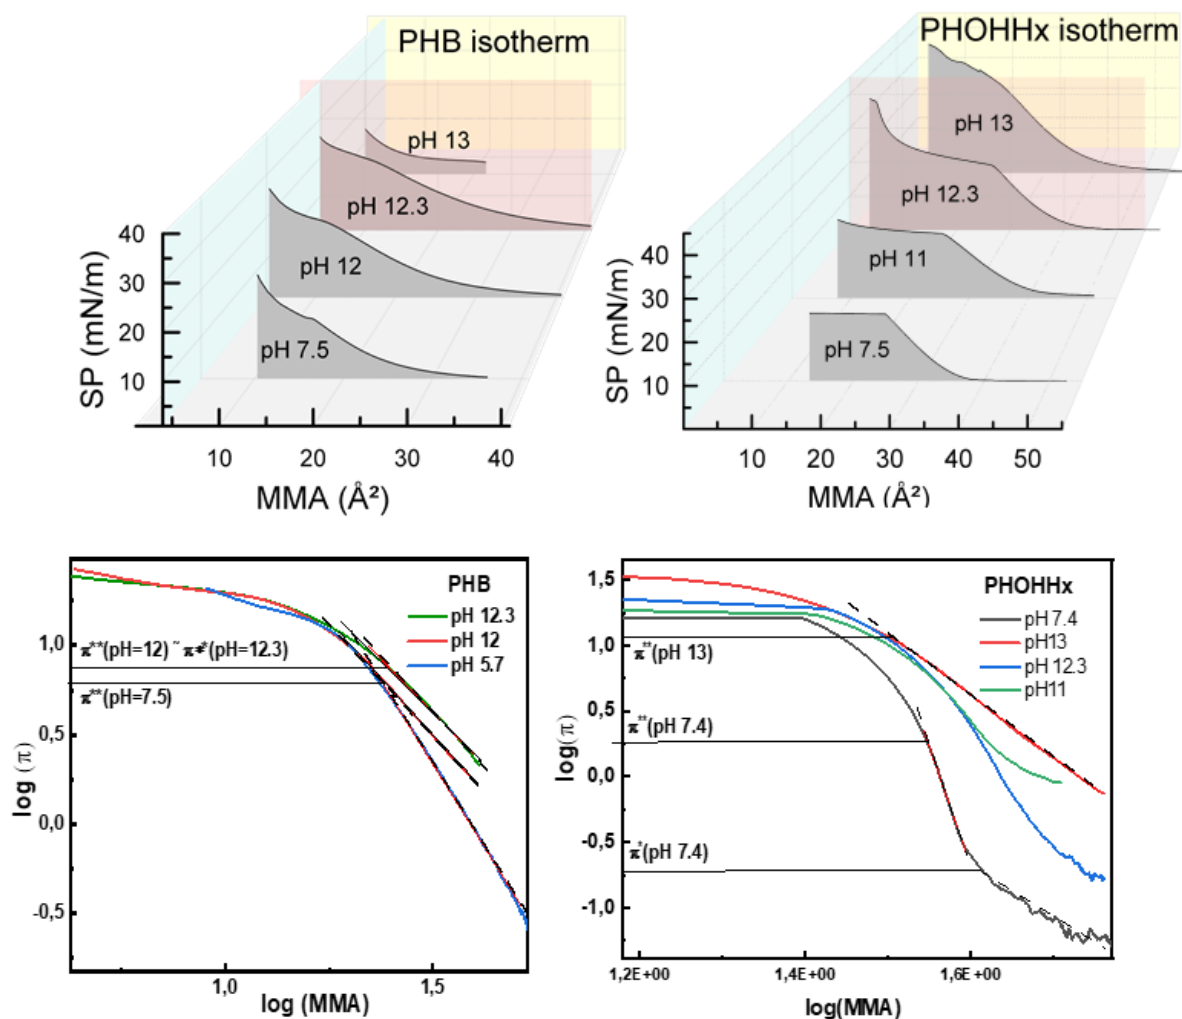 PHB isotherm
pH 13
pH 12.3
pH 12
pH 7.5
40
30
20
10
SP (mN/m)
10 20 30 40
MMA (Å²)
PHOHHx isotherm
pH 13
pH 12.3
pH 11
pH 7.5
40
30
20
10
SP (mN/m)
10 20 30 40 50
MMA (Å²)
PHB
pH 12.3
pH 12
pH 5.7
π**(pH=12) ~ π**(pH=12.3)
π**(pH=7.5)
1,0
0,5
0,0
-0,5
log (π)
1,0 1,5
log (MMA)
PHOHHx
pH 7.4
pH13
pH 12.3
pH11
π**(pH 13)
π**(pH 7.4)
π*(pH 7.4)
1,5
1,0
0,5
0,0
-0,5
-1,0
log(π)
1,2E+00 1,4E+00 1,6E+00
log(MMA)